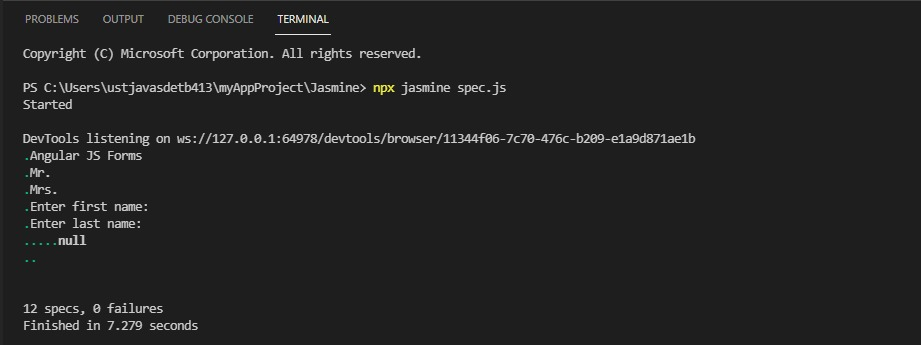 PROBLEMS OUTPUT DEBUG CONSOLE TERMINAL
Copyright (C) Microsoft Corporation. All rights reserved.
PS C:\Users\ustjavasdetb413\myAppProject\Jasmine> npx jasmine spec.js
Started
DevTools listening on ws://127.0.0.1:64978/devtools/browser/11344f06-7c70-476c-b209-e1a9d871ae1b
.Angular JS Forms
.Mr.
.Mrs.
.Enter first name:
.Enter last name:
.....null
..
12 specs, 0 failures
Finished in 7.279 seconds